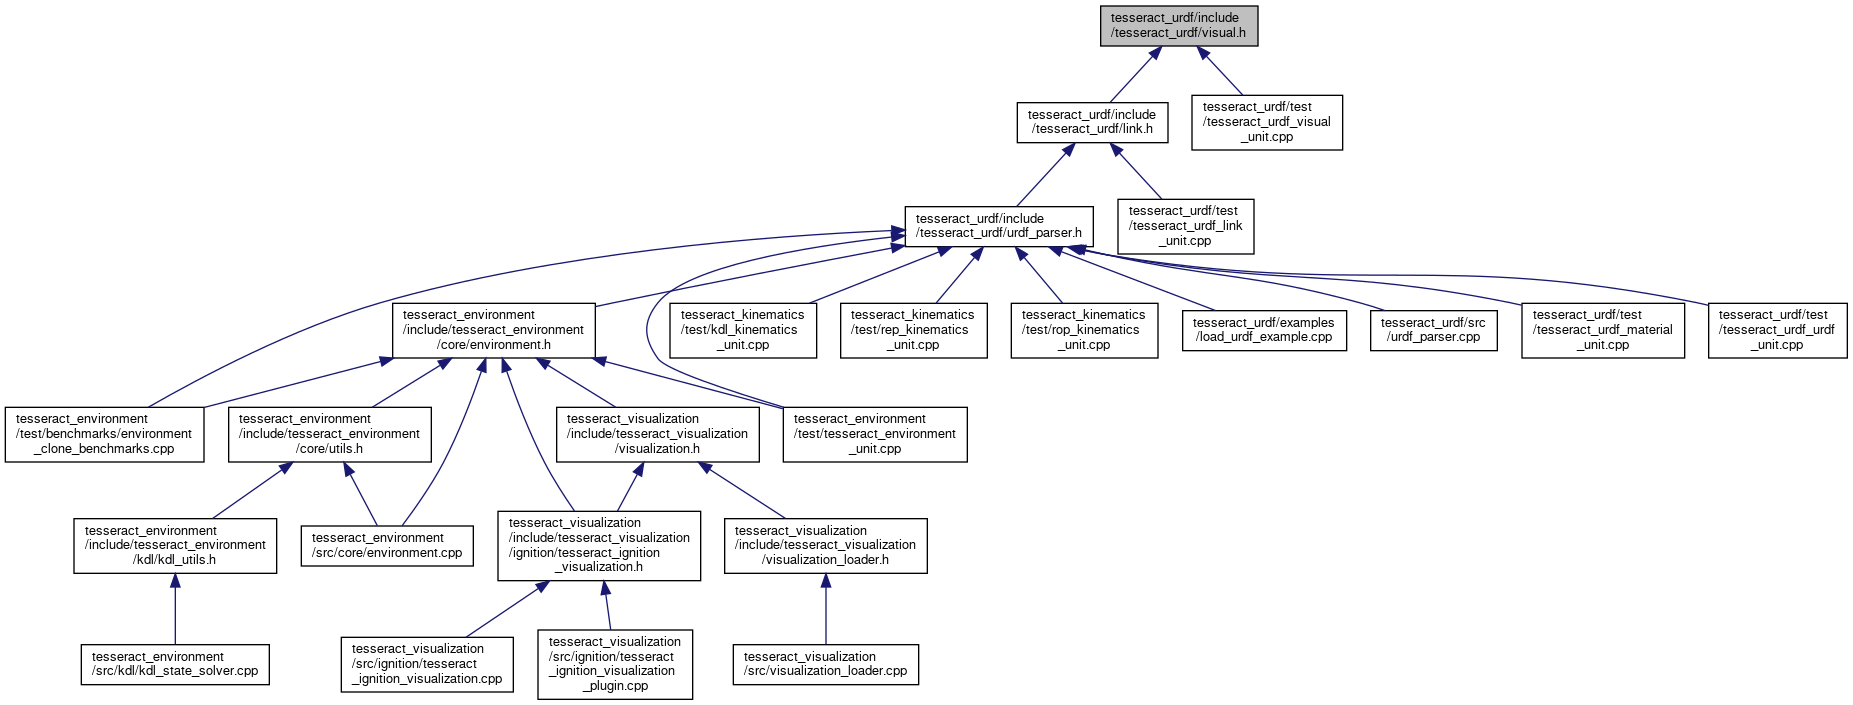 tesseract_urdf/include
/tesseract_urdf/visual.h
tesseract_urdf/include
/tesseract_urdf/link.h
tesseract_urdf/test
/tesseract_urdf_visual
_unit.cpp
tesseract_urdf/include
/tesseract_urdf/urdf_parser.h
tesseract_urdf/test
/tesseract_urdf_link
_unit.cpp
tesseract_environment
/include/tesseract_environment
/core/environment.h
tesseract_kinematics
/test/kdl_kinematics
_unit.cpp
tesseract_kinematics
/test/rep_kinematics
_unit.cpp
tesseract_kinematics
/test/rop_kinematics
_unit.cpp
tesseract_urdf/examples
/load_urdf_example.cpp
tesseract_urdf/src
/urdf_parser.cpp
tesseract_urdf/test
/tesseract_urdf_material
_unit.cpp
tesseract_urdf/test
/tesseract_urdf_urdf
_unit.cpp
tesseract_environment
/test/benchmarks/environment
_clone_benchmarks.cpp
tesseract_environment
/include/tesseract_environment
/core/utils.h
tesseract_visualization
/include/tesseract_visualization
/visualization.h
tesseract_environment
/test/tesseract_environment
_unit.cpp
tesseract_environment
/include/tesseract_environment
/kdl/kdl_utils.h
tesseract_environment
/src/core/environment.cpp
tesseract_visualization
/include/tesseract_visualization
/ignition/tesseract_ignition
_visualization.h
tesseract_visualization
/include/tesseract_visualization
/visualization_loader.h
tesseract_environment
/src/kdl/kdl_state_solver.cpp
tesseract_visualization
/src/ignition/tesseract
_ignition_visualization.cpp
tesseract_visualization
/src/ignition/tesseract
_ignition_visualization
_plugin.cpp
tesseract_visualization
/src/visualization_loader.cpp